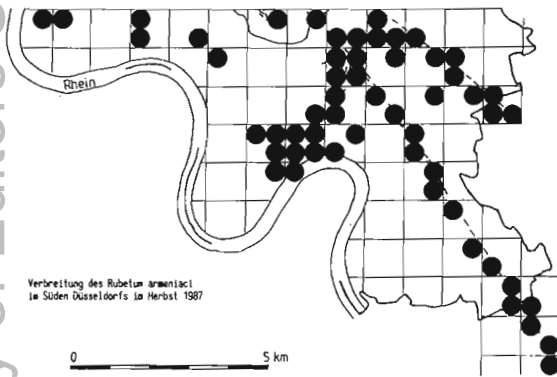 Rhein
Verbreitung des Rubetum armeniaci
im Süden Düsseldorfs im Herbst 1987
0 5 km